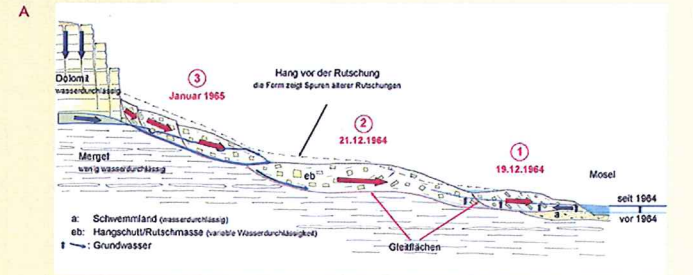 A
Dolomit
wasserdurchlässig
3
Januar 1965
Hang vor der Rutschung
die Form zeigt Spuren älterer Rutschungen
2
21.12.1964
1
19.12.1964
Mosel
Mergel
wenig wasserdurchlässig
eb
a
seit 1964
vor 1964
a: Schwemmland (wasserdurchlässig)
eb: Hangschutt/Rutschmasse (variable Wasserdurchlässigkeit)
: Grundwasser
Gleitflächen